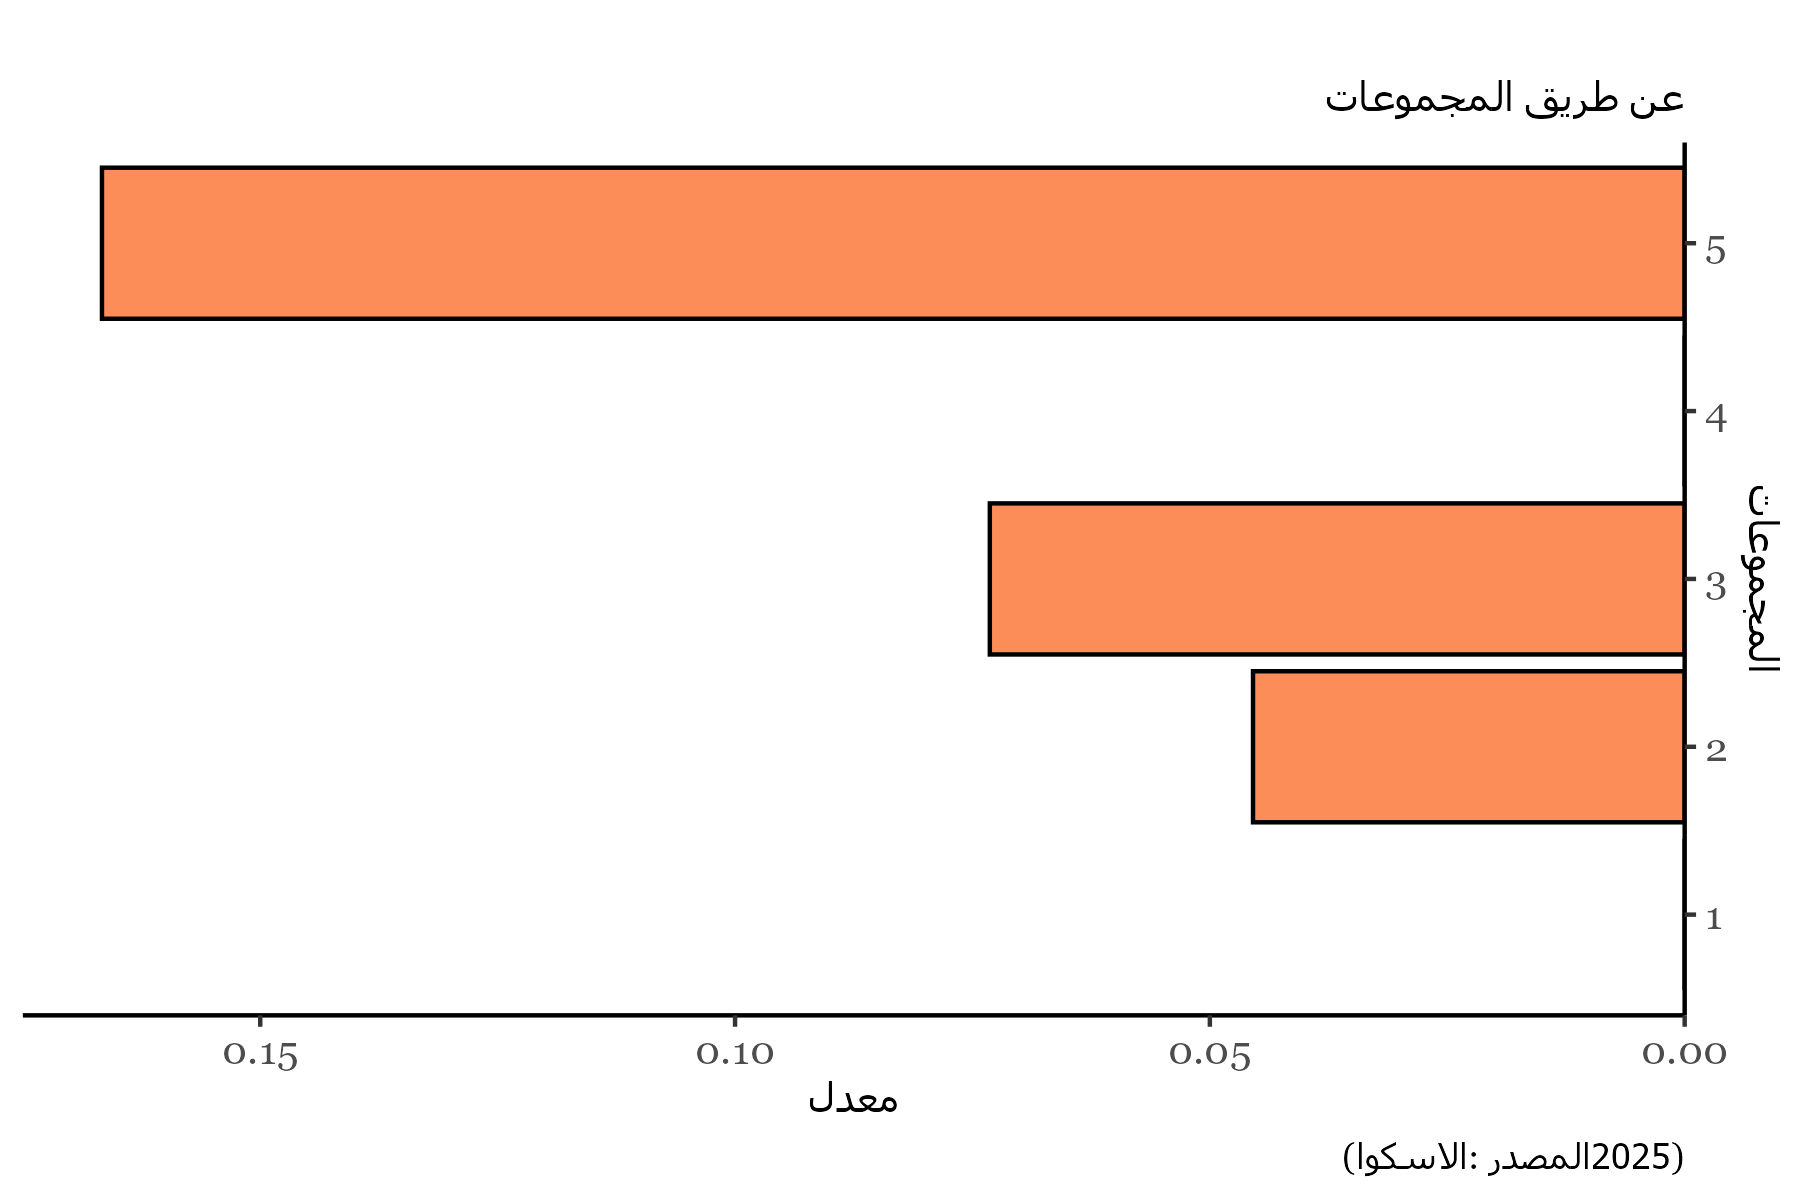 عن طريق المجموعات
5
4
3
2
1
المجموعات
0.15 0.10 0.05 0.00
معدل
(2025المصدر :الاسكوا)